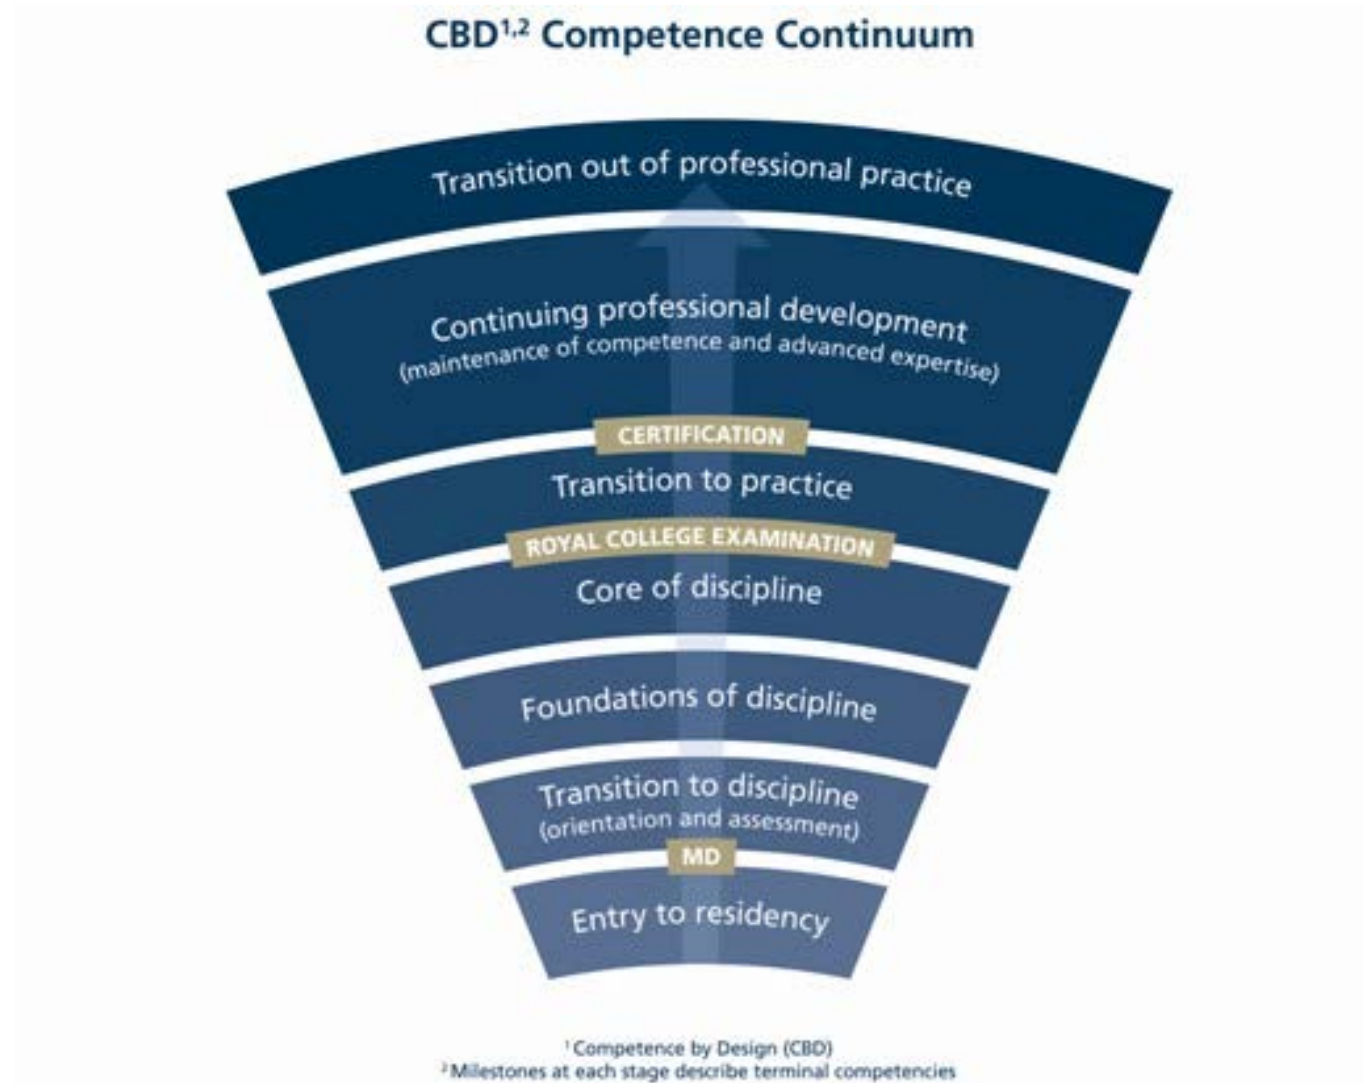 CBD¹,² Competence Continuum
Transition out of professional practice
Continuing professional development
(maintenance of competence and advanced expertise)
CERTIFICATION
Transition to practice
ROYAL COLLEGE EXAMINATION
Core of discipline
Foundations of discipline
Transition to discipline
(orientation and assessment)
MD
Entry to residency
¹ Competence by Design (CBD)
² Milestones at each stage describe terminal competencies